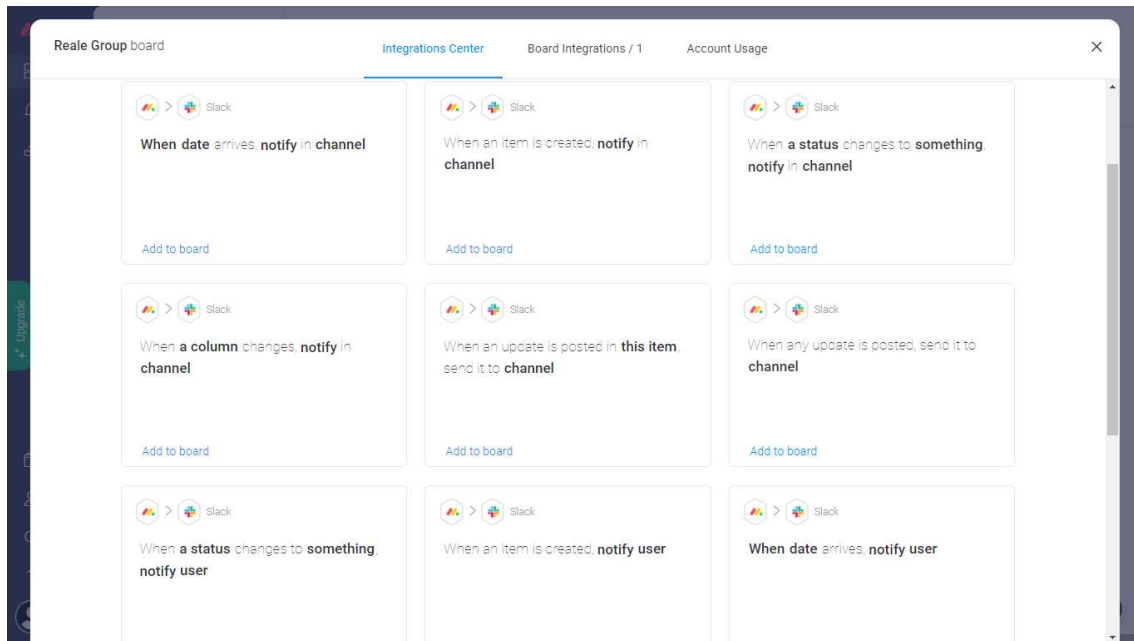 Reale Group board
Integrations Center
Board Integrations / 1
Account Usage
Slack
When date arrives, notify in channel
Add to board
Slack
When an item is created, notify in
channel
Add to board
Slack
When a status changes to something,
notify in channel
Add to board
Upgrade
Slack
When a column changes, notify in
channel
Add to board
Slack
When an update is posted in this item,
send it to channel
Add to board
Slack
When any update is posted, send it to
channel
Add to board
Slack
When a status changes to something,
notify user
Slack
When an item is created, notify user
Slack
When date arrives, notify user